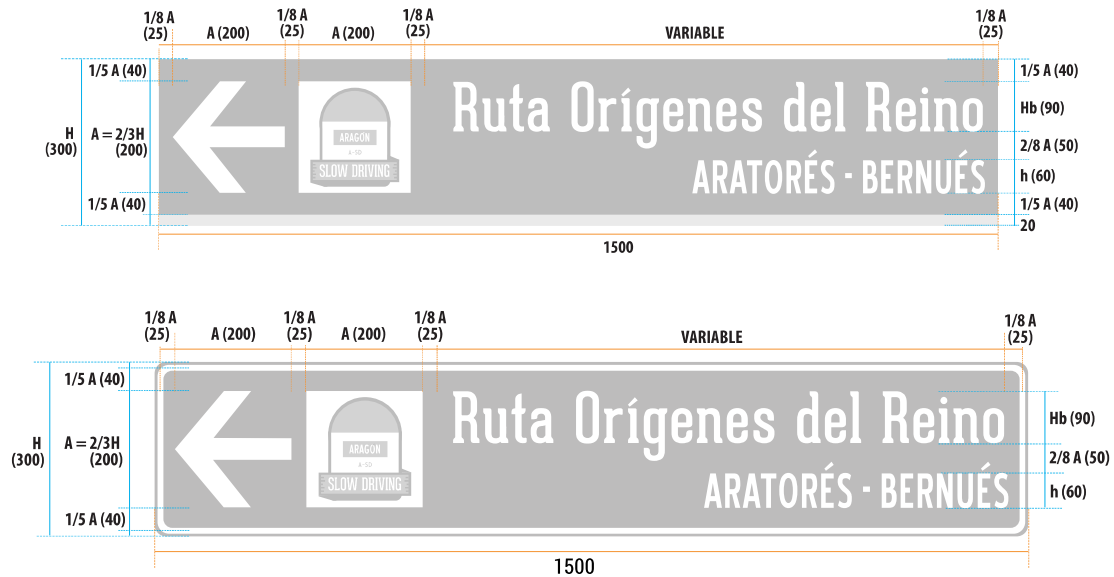 1/8 A
(25)
A (200)
1/8 A
(25)
A (200)
1/8 A
(25)
VARIABLE
1/8 A
(25)
1/5 A (40)
H
(300)
A = 2/3H
(200)
1/5 A (40)
ARAGON
A-SD
SLOW DRIVING
Ruta Orígenes del Reino
ARATORÉS - BERNUÉS
1/5 A (40)
Hb (90)
2/8 A (50)
h (60)
1/5 A (40)
20
1500
1/8 A
(25)
A (200)
1/8 A
(25)
A (200)
1/8 A
(25)
VARIABLE
1/8 A
(25)
1/5 A (40)
H
(300)
A = 2/3H
(200)
1/5 A (40)
ARAGON
A-SD
SLOW DRIVING
Ruta Orígenes del Reino
ARATORÉS - BERNUÉS
Hb (90)
2/8 A (50)
h (60)
1500